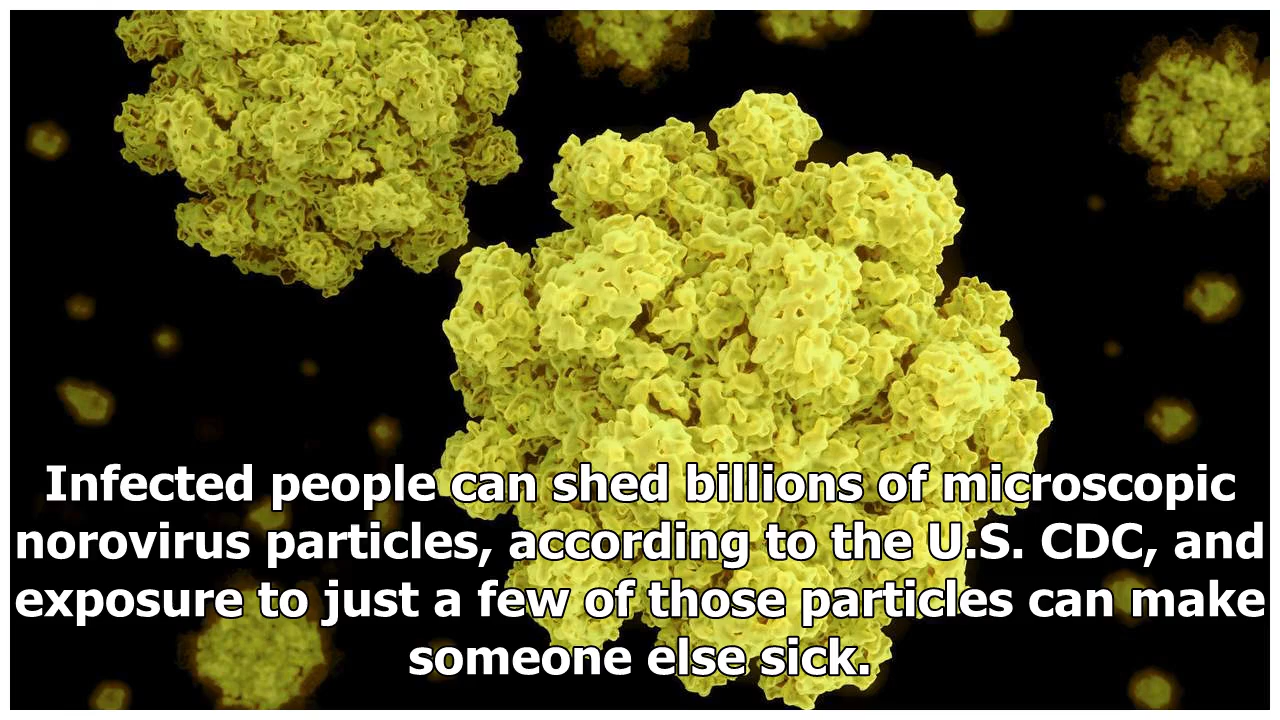 Infected people can shed billions of microscopic
norovirus particles, according to the U.S. CDC, and
exposure to just a few of those particles can make
someone else sick.